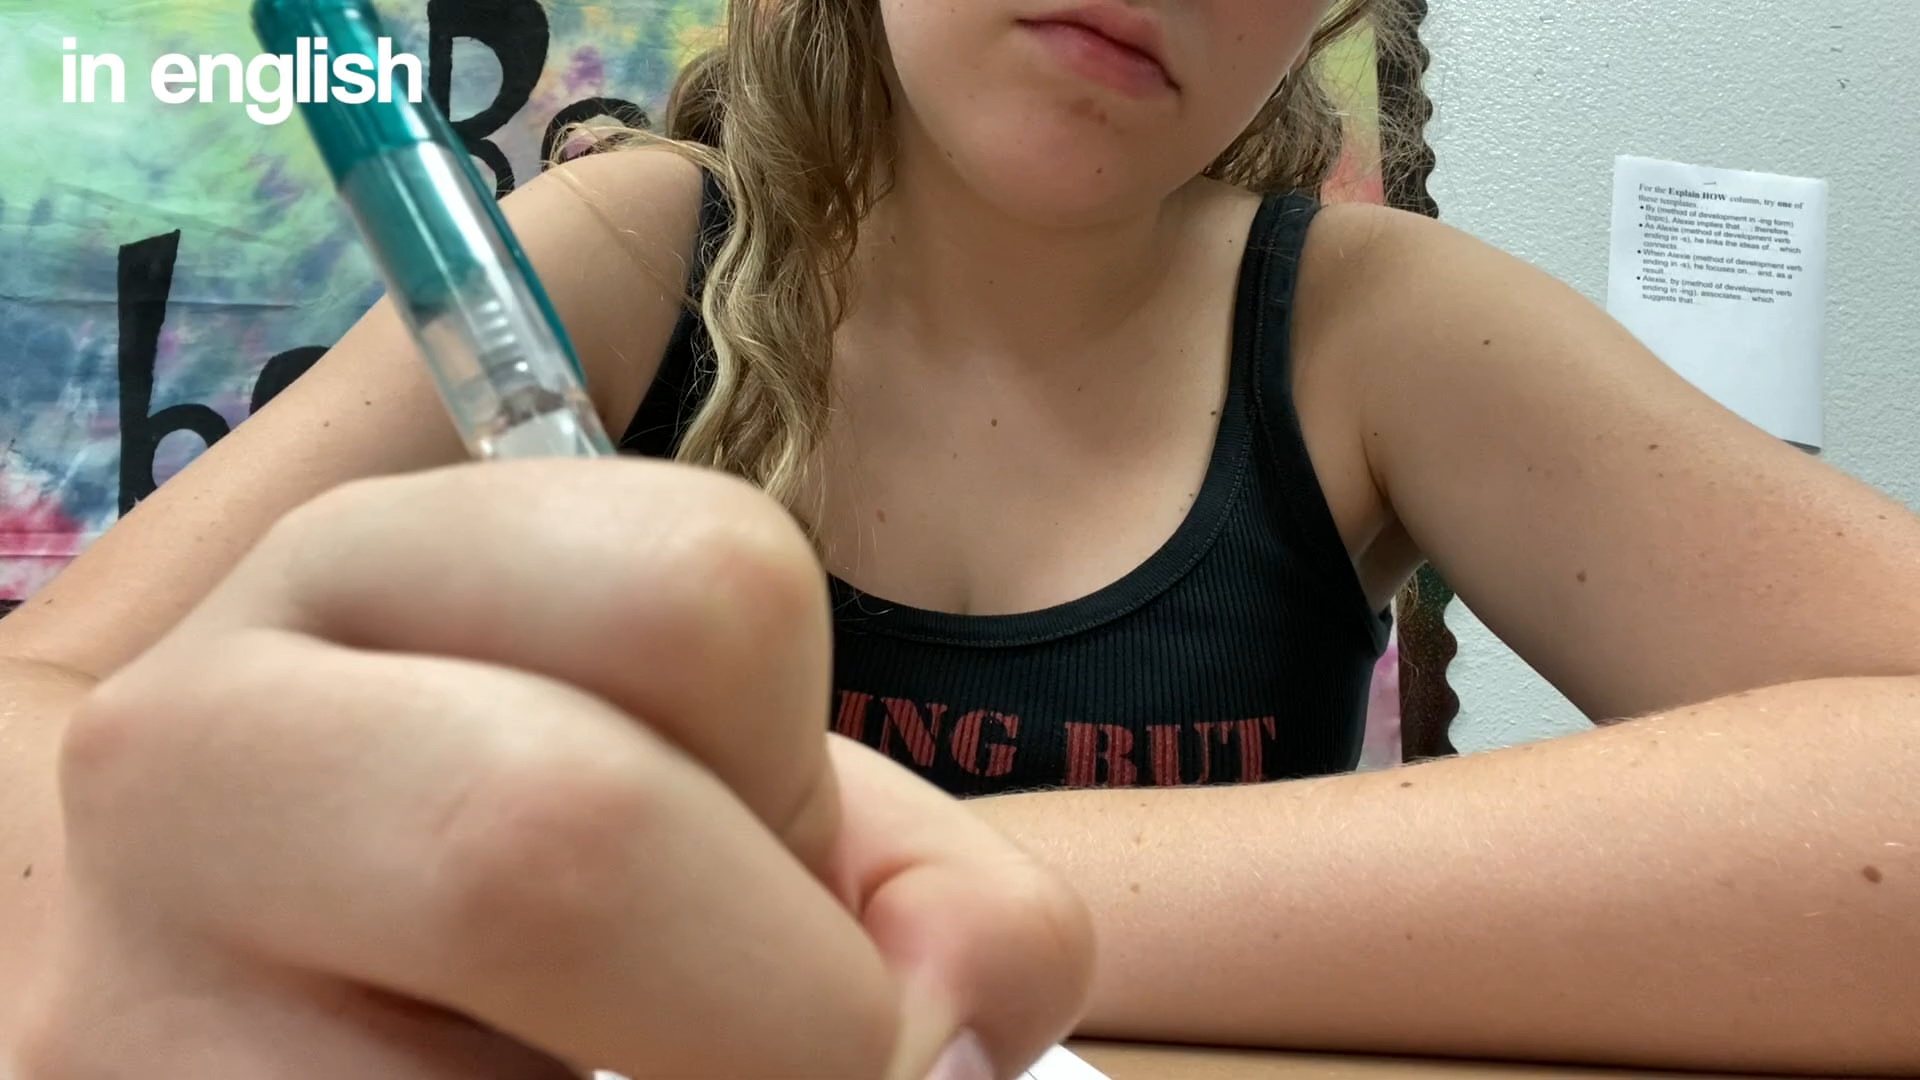 in english
Be
be
ING BUT
For the Explain HOW column, try one of
these templates.
• By (method of development in -ing form)
(topic), Alexie implies that . . . ; therefore . . .
• As Alexie (method of development verb
ending in -s), he links the ideas of . . . which
connects . . .
• When Alexie (method of development verb
ending in -s), he focuses on . . . and, as a
result . . .
• Alexie, by (method of development verb
ending in -ing), associates . . . which
suggests that . . .